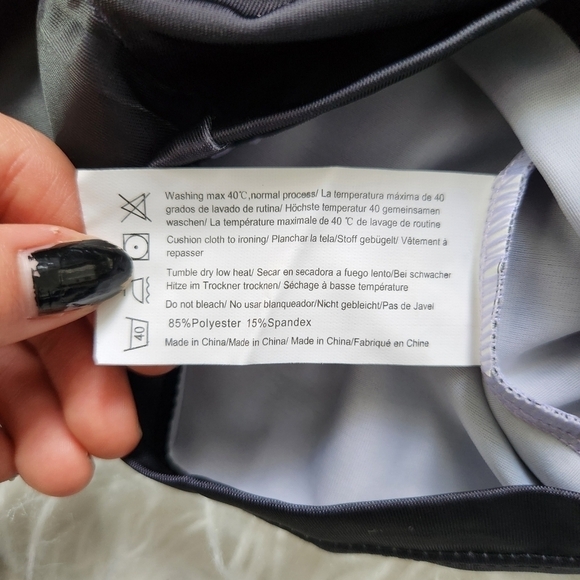 Washing max 40℃,normal process/ La temperatura máxima de 40
grados de lavado de rutina/ Höchste temperatur 40 gemeinsamen
waschen/ La température maximale de 40 ℃ de lavage de routine
Cushion cloth to ironing/ Planchar la tela/Stoff gebügelt/ Vêtement à
repasser
Tumble dry low heat/ Secar en secadora a fuego lento/Bei schwacher
Hitze im Trockner trocknen/ Séchage à basse température
Do not bleach/ No usar blanqueador/Nicht gebleicht/Pas de Javel
40
85%Polyester 15%Spandex
Made in China/Made in China/ Made in China/Fabriqué en Chine